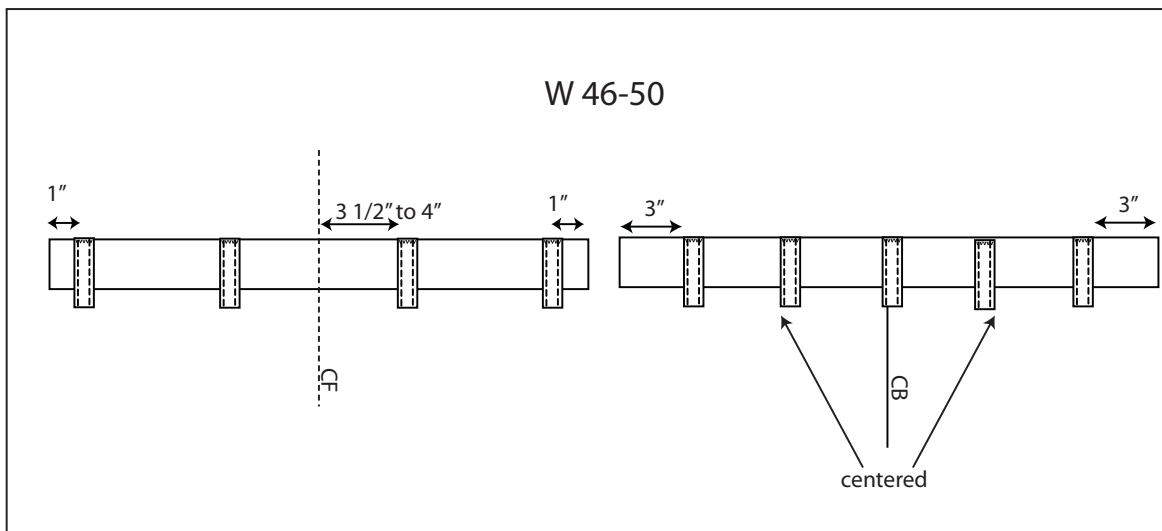 W 46-50
1”
3 1/2” to 4”
1”
3”
3”
CF
CB
centered